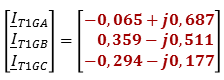 [I_T1GA] = [−0,065 + j0,687]
[I_T1GB] = [0,359 − j0,511]
[I_T1GC] = [−0,294 − j0,177]